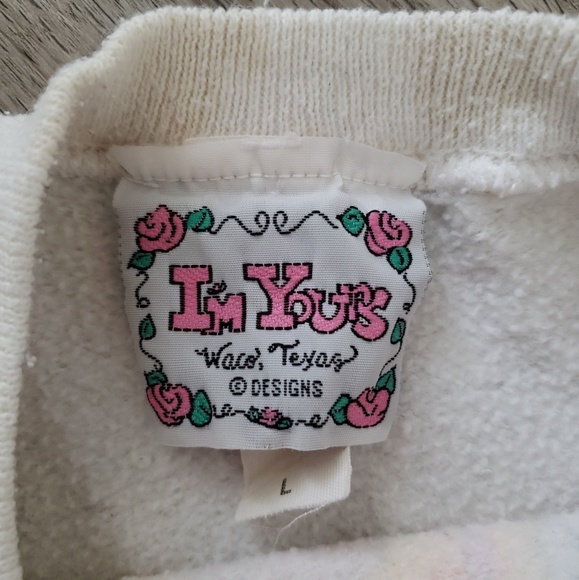 I'm Yours
Waco, Texas
© DESIGNS
L